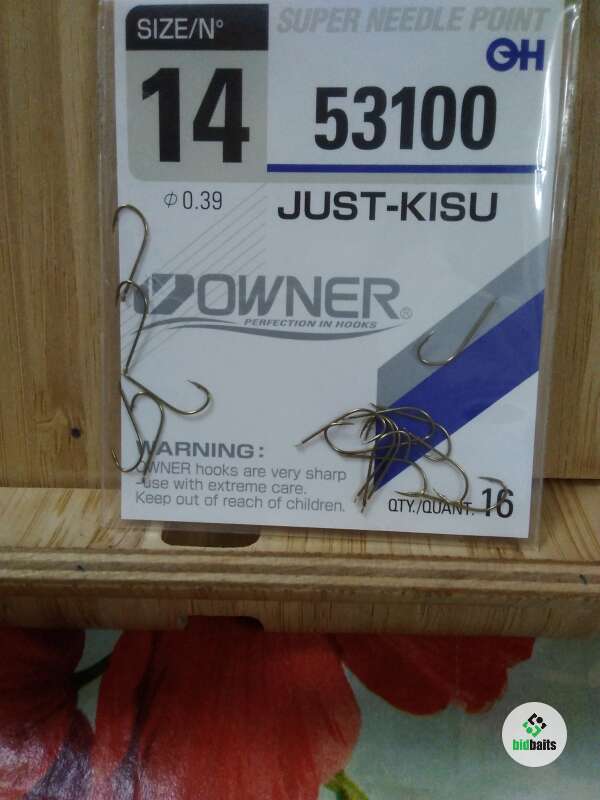 SIZE/N°
SUPER NEEDLE POINT
14
53100
φ 0.39
JUST-KISU
OWNER®
PERFECTION IN HOOKS
WARNING:
OWNER hooks are very sharp
-use with extreme care.
Keep out of reach of children.
QTY./QUANT. 16
bidbaits